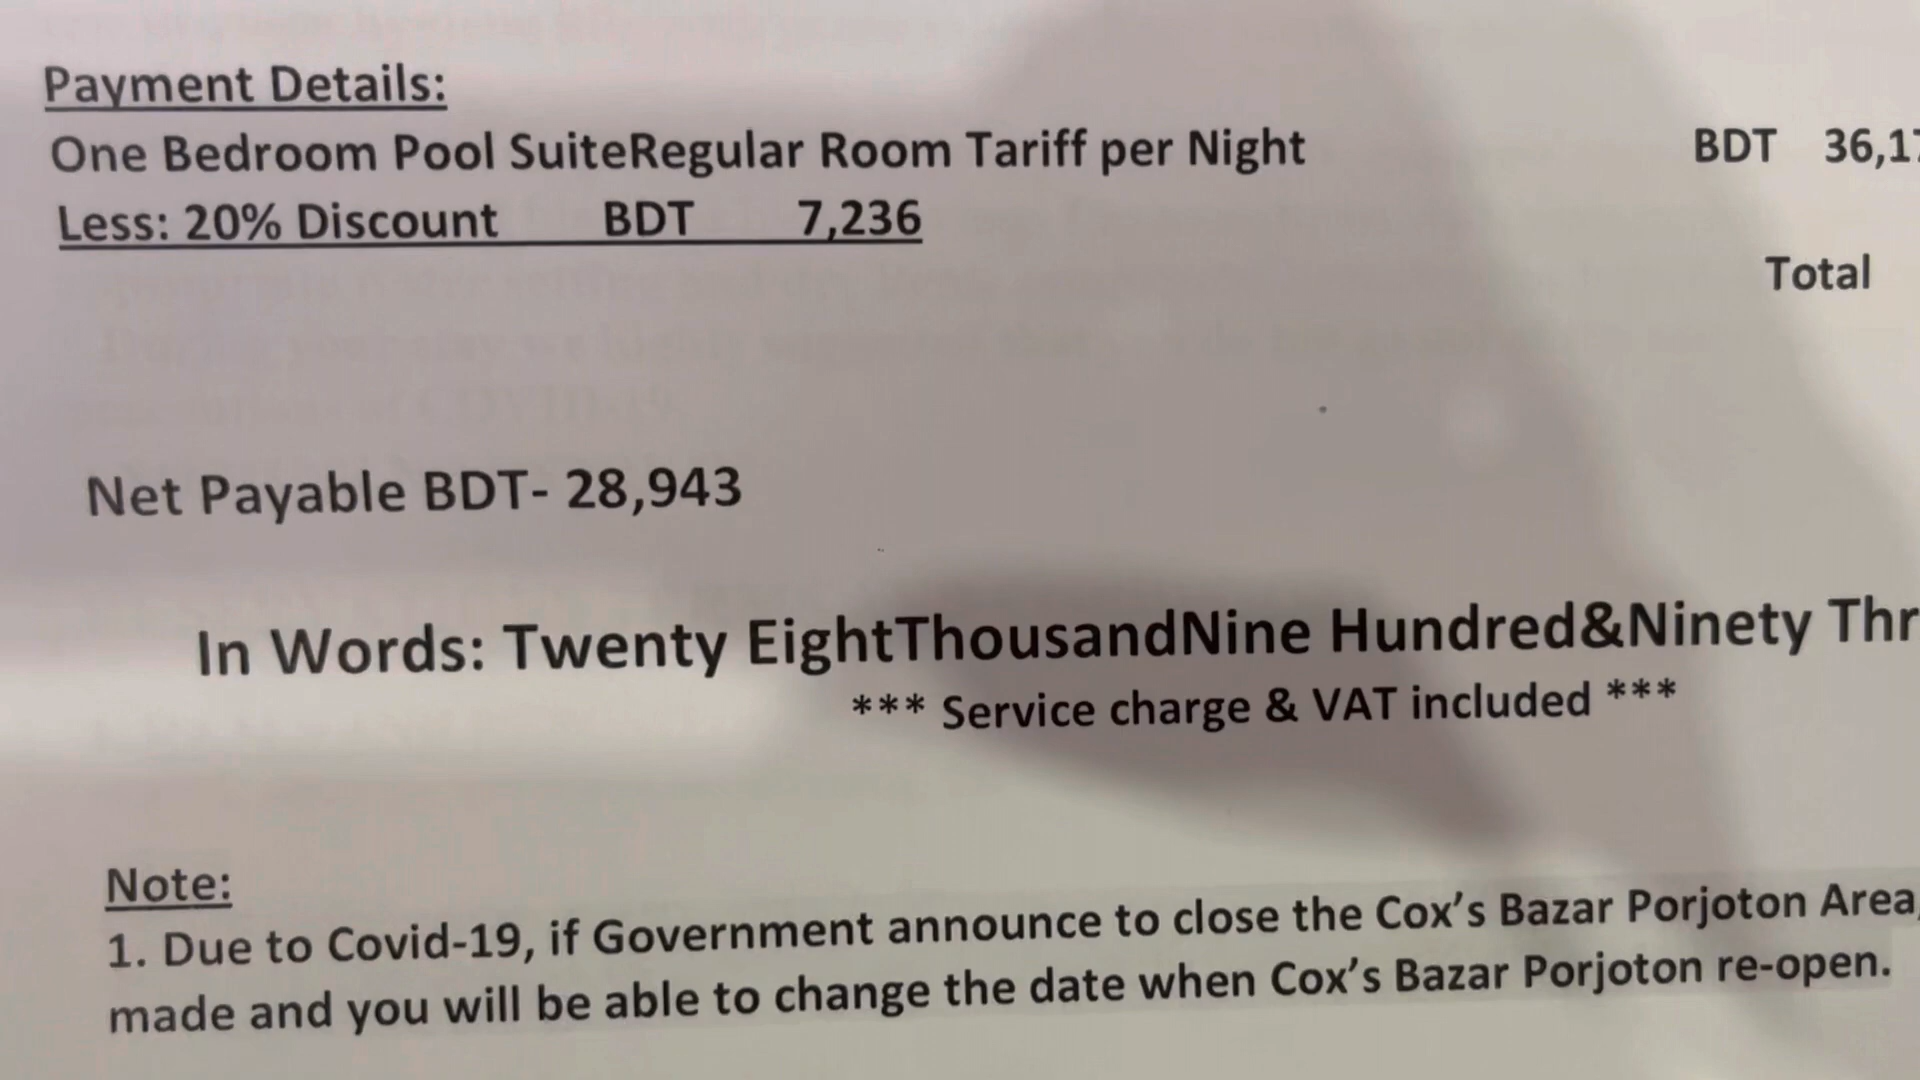 Payment Details:
One Bedroom Pool SuiteRegular Room Tariff per Night BDT 36,17
Less: 20% Discount BDT 7,236
Total
Net Payable BDT- 28,943
In Words: Twenty EightThousandNine Hundred&Ninety Thr
*** Service charge & VAT included ***
Note:
1. Due to Covid-19, if Government announce to close the Cox's Bazar Porjoton Area,
made and you will be able to change the date when Cox's Bazar Porjoton re-open.